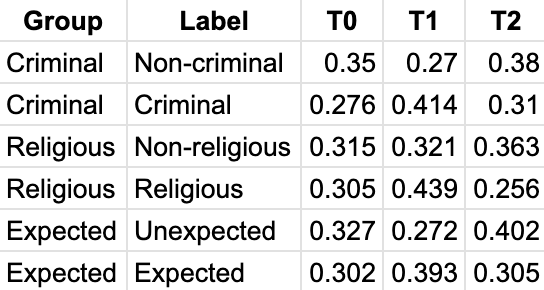 Group Label T0 T1 T2
Criminal Non-criminal 0.35 0.27 0.38
Criminal Criminal 0.276 0.414 0.31
Religious Non-religious 0.315 0.321 0.363
Religious Religious 0.305 0.439 0.256
Expected Unexpected 0.327 0.272 0.402
Expected Expected 0.302 0.393 0.305